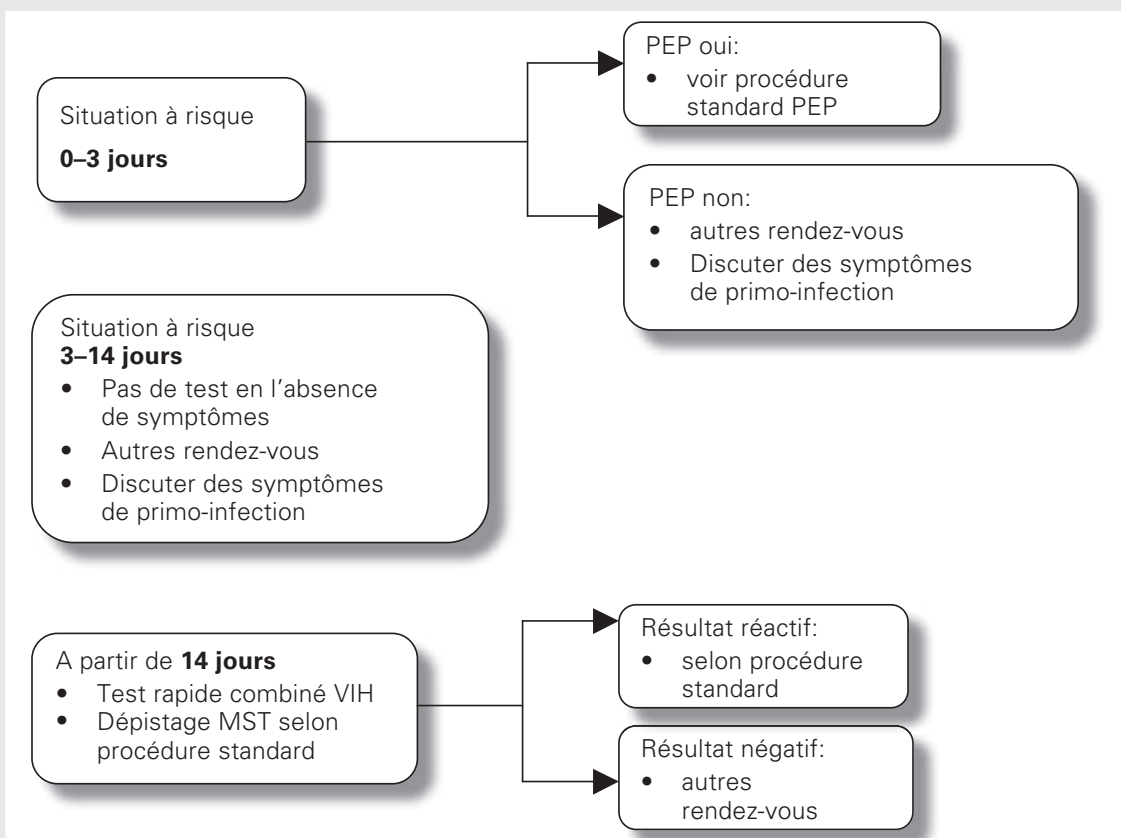 Situation à risque
0–3 jours
PEP oui:
• voir procédure
standard PEP
PEP non:
• autres rendez-vous
• Discuter des symptômes
de primo-infection
Situation à risque
3–14 jours
• Pas de test en l'absence
de symptômes
• Autres rendez-vous
• Discuter des symptômes
de primo-infection
A partir de 14 jours
• Test rapide combiné VIH
• Dépistage MST selon
procédure standard
Résultat réactif:
• selon procédure
standard
Résultat négatif:
• autres
rendez-vous